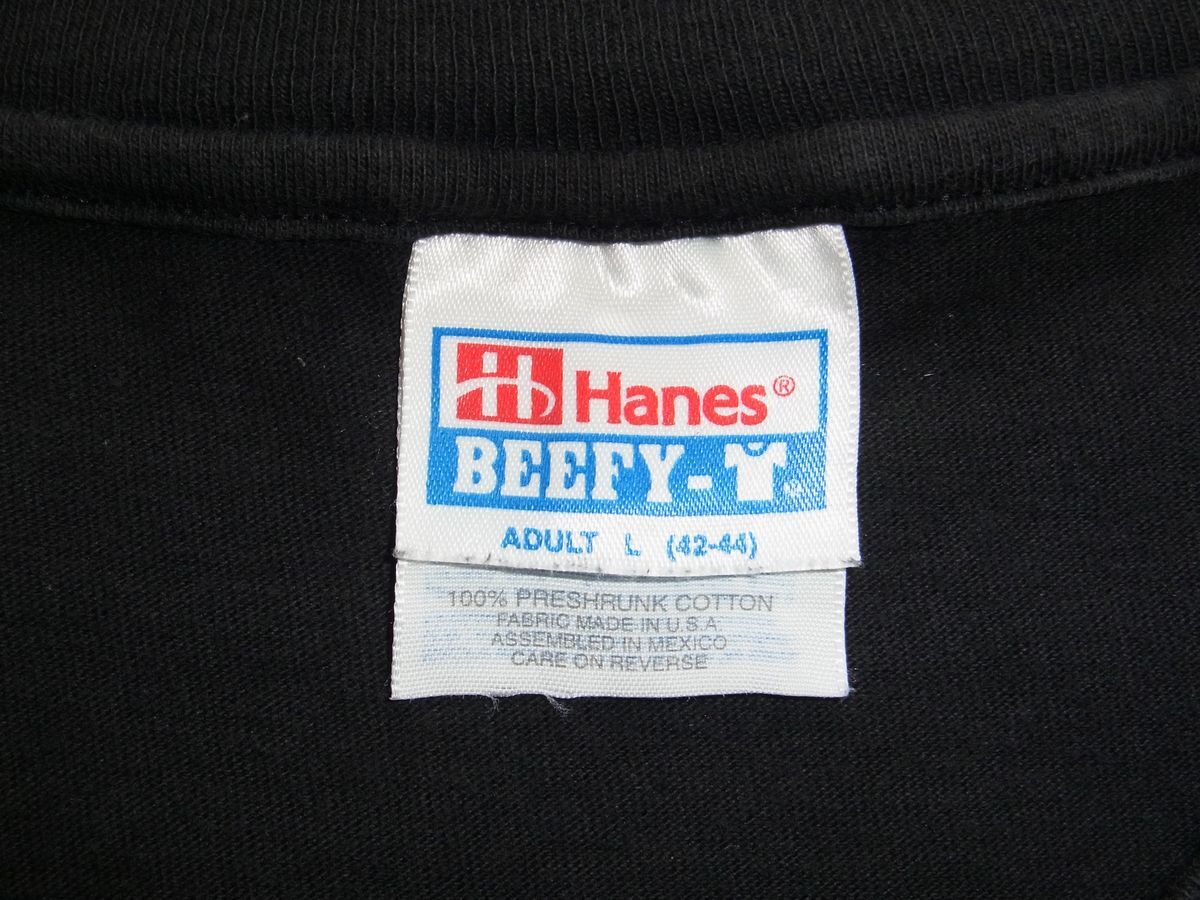 Hanes®
BEEFY-T
ADULT L (42-44)
100% PRESHRUNK COTTON
FABRIC MADE IN U.S.A.
ASSEMBLED IN MEXICO
CARE ON REVERSE